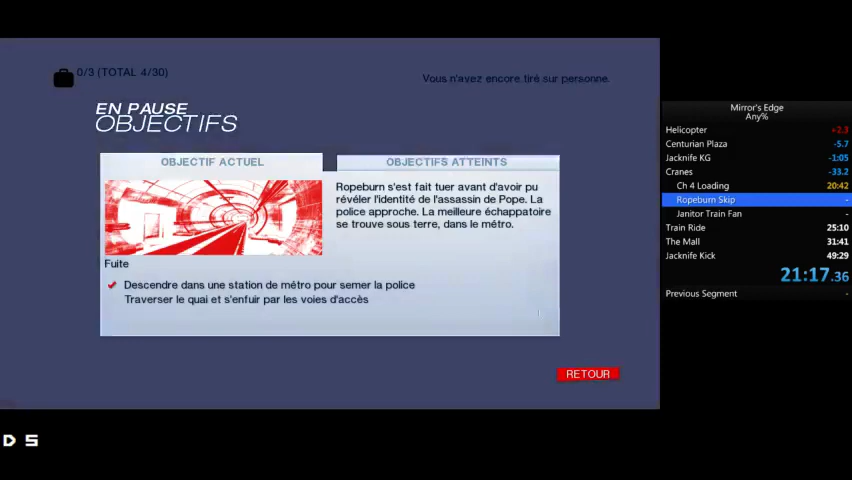 0/3 (TOTAL 4/30)
Vous n'avez encore tiré sur personne.
EN PAUSE
OBJECTIFS
OBJECTIF ACTUEL
OBJECTIFS ATTEINTS
Ropeburn s'est fait tuer avant d'avoir pu
révéler l'identité de l'assassin de Pope. La
police approche. La meilleure échappatoire
se trouve sous terre, dans le métro.
Fuite
Descendre dans une station de métro pour semer la police
Traverser le quai et s'enfuir par les voies d'accès
RETOUR
D S
Mirror's Edge
Any%
Helicopter +2.3
Centurian Plaza -5.7
Jacknife KG -1:05
Cranes -33.2
Ch 4 Loading 20:42
Ropeburn Skip -
Janitor Train Fan -
Train Ride 25:10
The Mall 31:41
Jacknife Kick 49:29
21:17.36
Previous Segment -